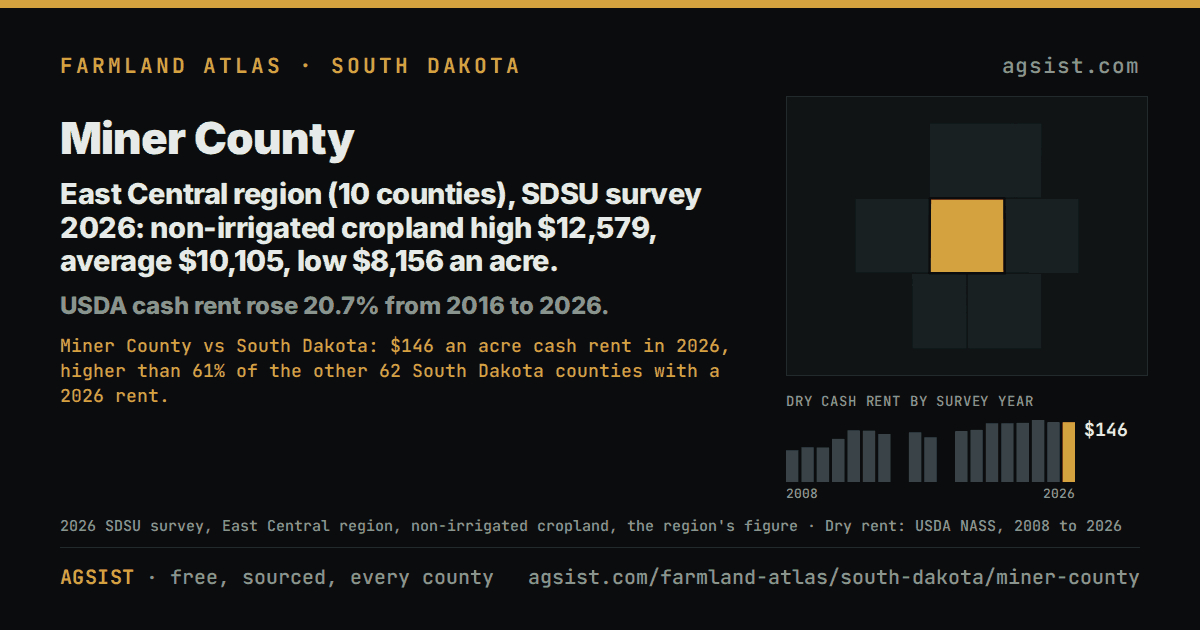 FARMLAND ATLAS · SOUTH DAKOTA
agsist.com
Miner County
East Central region (10 counties), SDSU survey
2026: non-irrigated cropland high $12,579,
average $10,105, low $8,156 an acre.
USDA cash rent rose 20.7% from 2016 to 2026.
Miner County vs South Dakota: $146 an acre cash rent in 2026,
higher than 61% of the other 62 South Dakota counties with a
2026 rent.
DRY CASH RENT BY SURVEY YEAR
$146
2008 2026
2026 SDSU survey, East Central region, non-irrigated cropland, the region's figure · Dry rent: USDA NASS, 2008 to 2026
AGSIST · free, sourced, every county
agsist.com/farmland-atlas/south-dakota/miner-county